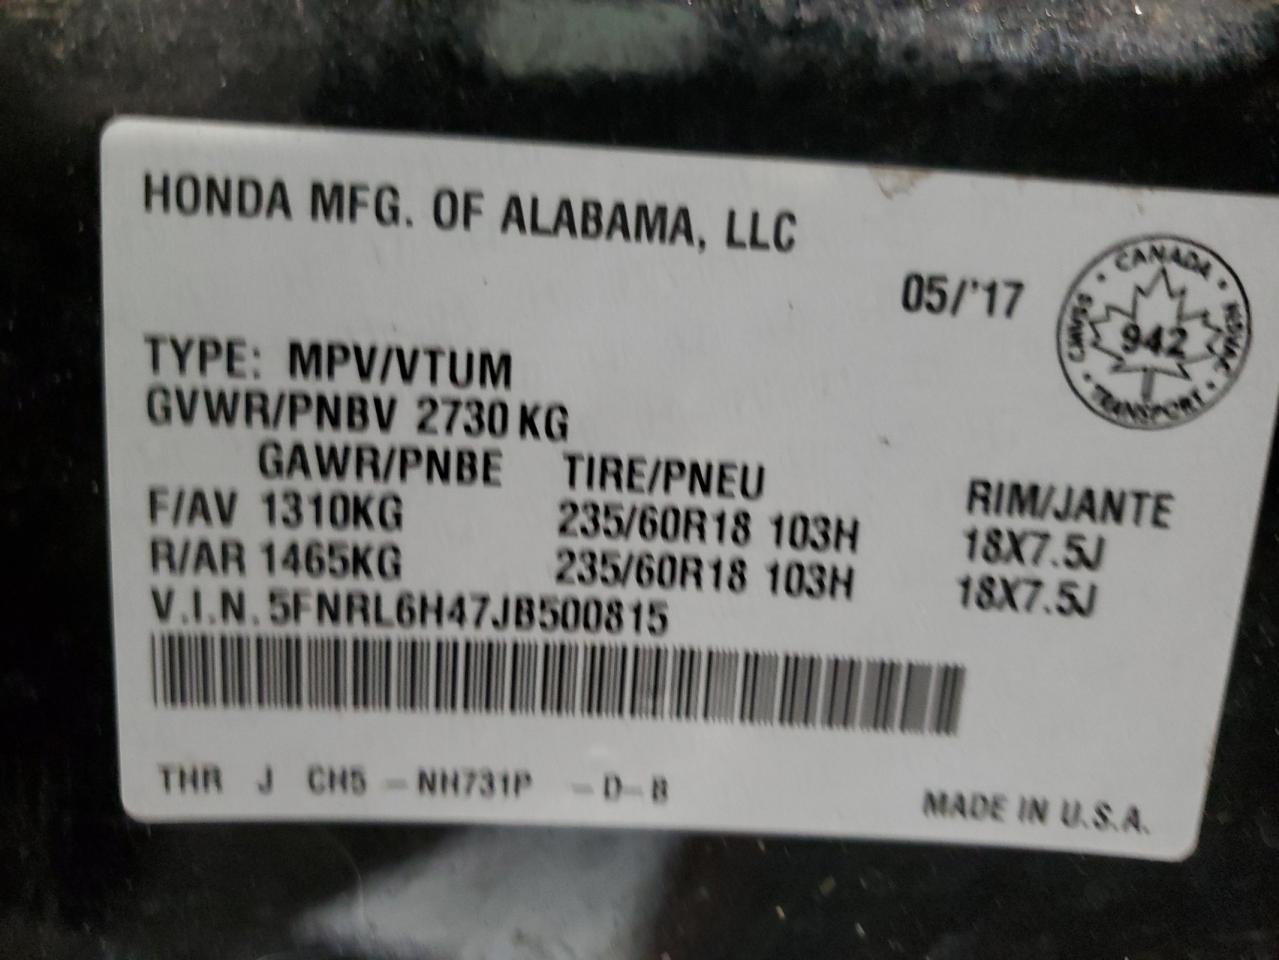 HONDA MFG. OF ALABAMA, LLC
05/'17
CANADA
CMVSS
942
NSVAC
TRANSPORT
TYPE: MPV/VTUM
GVWR/PNBV 2730 KG
GAWR/PNBE TIRE/PNEU RIM/JANTE
F/AV 1310KG 235/60R18 103H 18X7.5J
R/AR 1465KG 235/60R18 103H 18X7.5J
V.I.N. 5FNRL6H47JB500815
THR J CH5 - NH731P - D - B
MADE IN U.S.A.